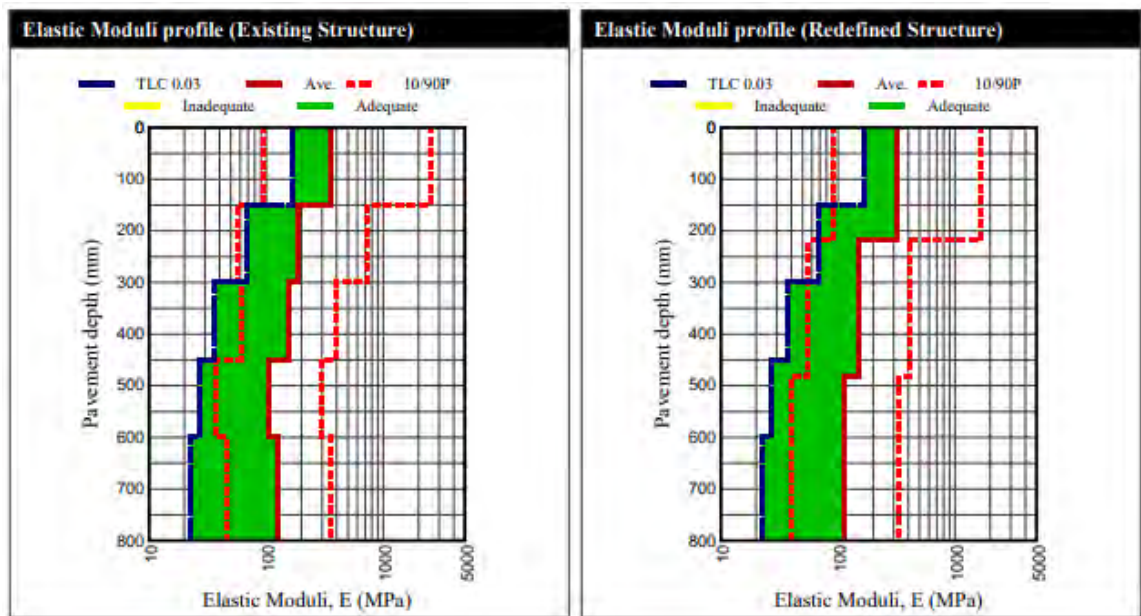 Elastic Moduli profile (Existing Structure)
TLC 0.03 Ave. 10/90P
Inadequate Adequate
0
100
200
300
400
500
600
700
800
Pavement depth (mm)
10 100 1000 5000
Elastic Moduli, E (MPa)
Elastic Moduli profile (Redefined Structure)
TLC 0.03 Ave. 10/90P
Inadequate Adequate
0
100
200
300
400
500
600
700
800
Pavement depth (mm)
10 100 1000 5000
Elastic Moduli, E (MPa)